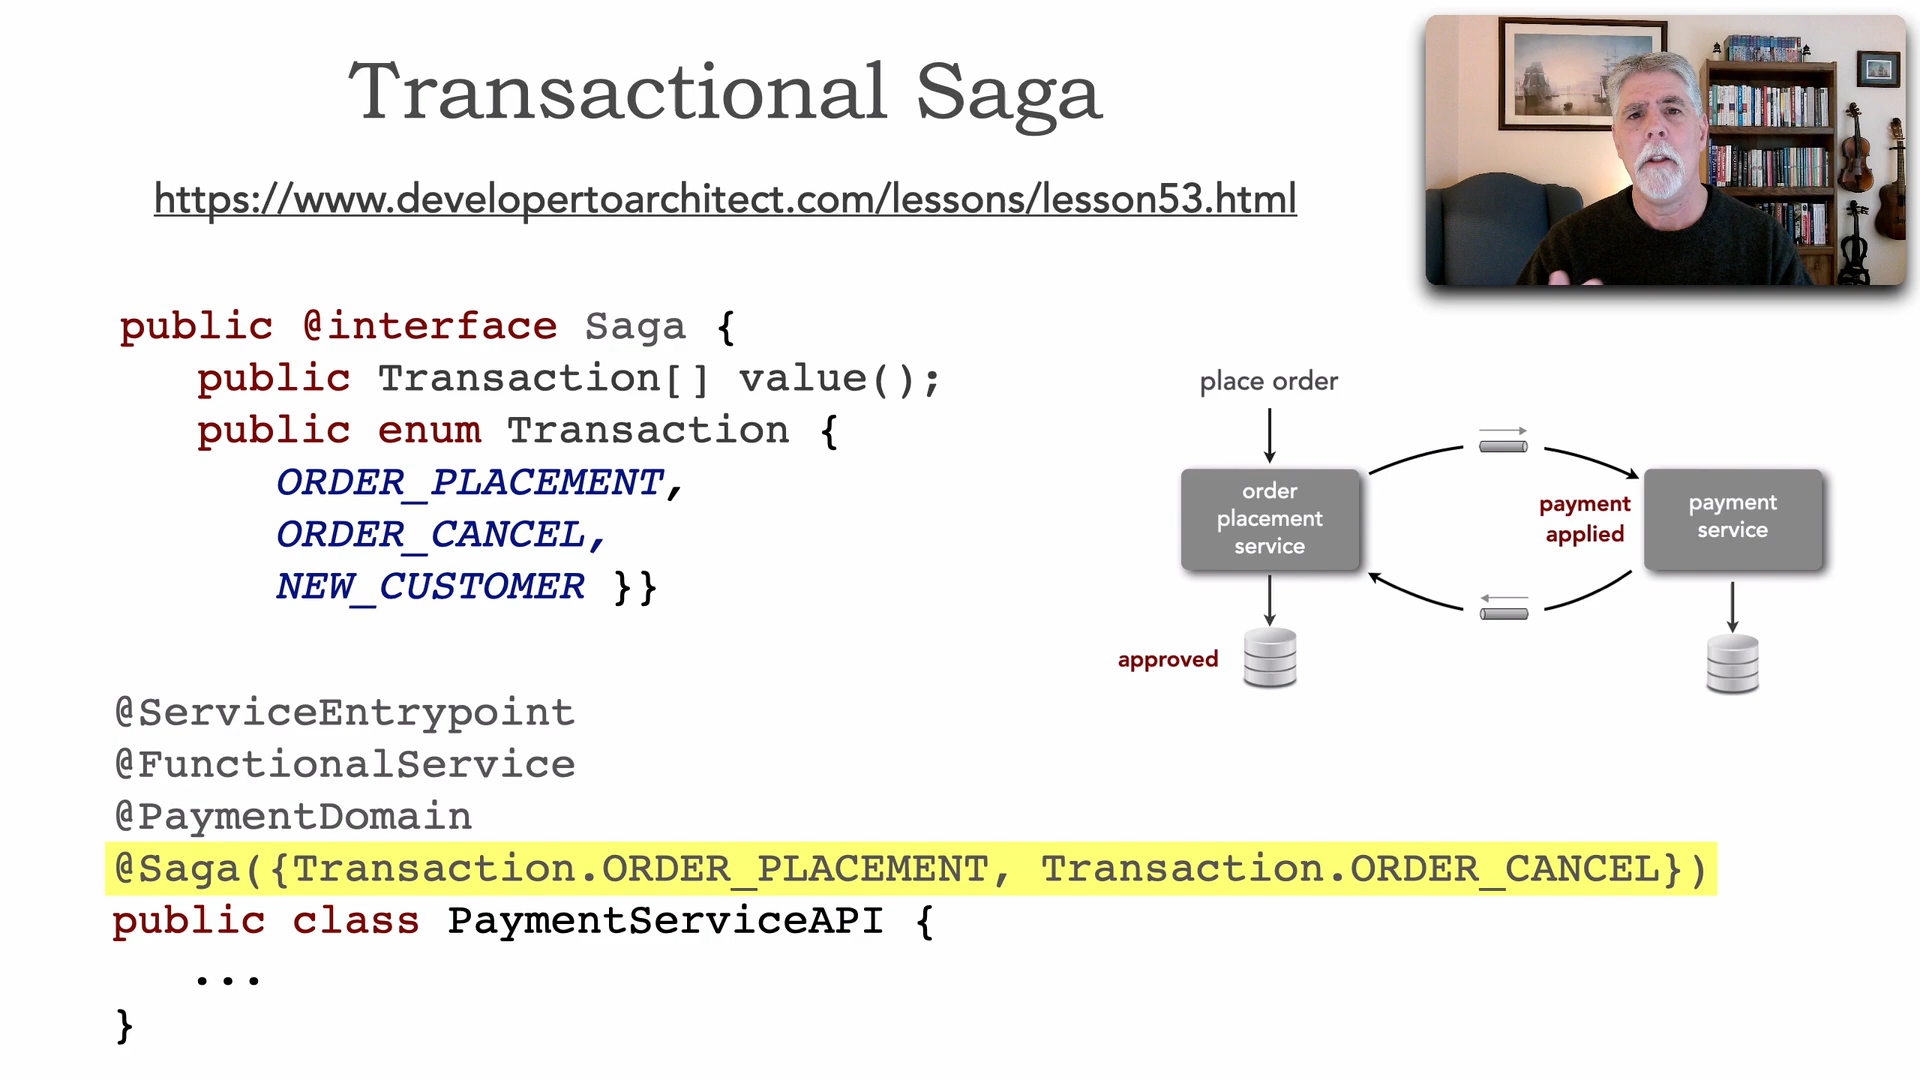 Transactional Saga
https://www.developertoarchitect.com/lessons/lesson53.html
public @interface Saga {
public Transaction[] value();
public enum Transaction {
ORDER_PLACEMENT,
ORDER_CANCEL,
NEW_CUSTOMER }}
place order
order
placement
service
payment
applied
payment
service
approved
@ServiceEntrypoint
@FunctionalService
@PaymentDomain
@Saga({Transaction.ORDER_PLACEMENT, Transaction.ORDER_CANCEL})
public class PaymentServiceAPI {
...
}